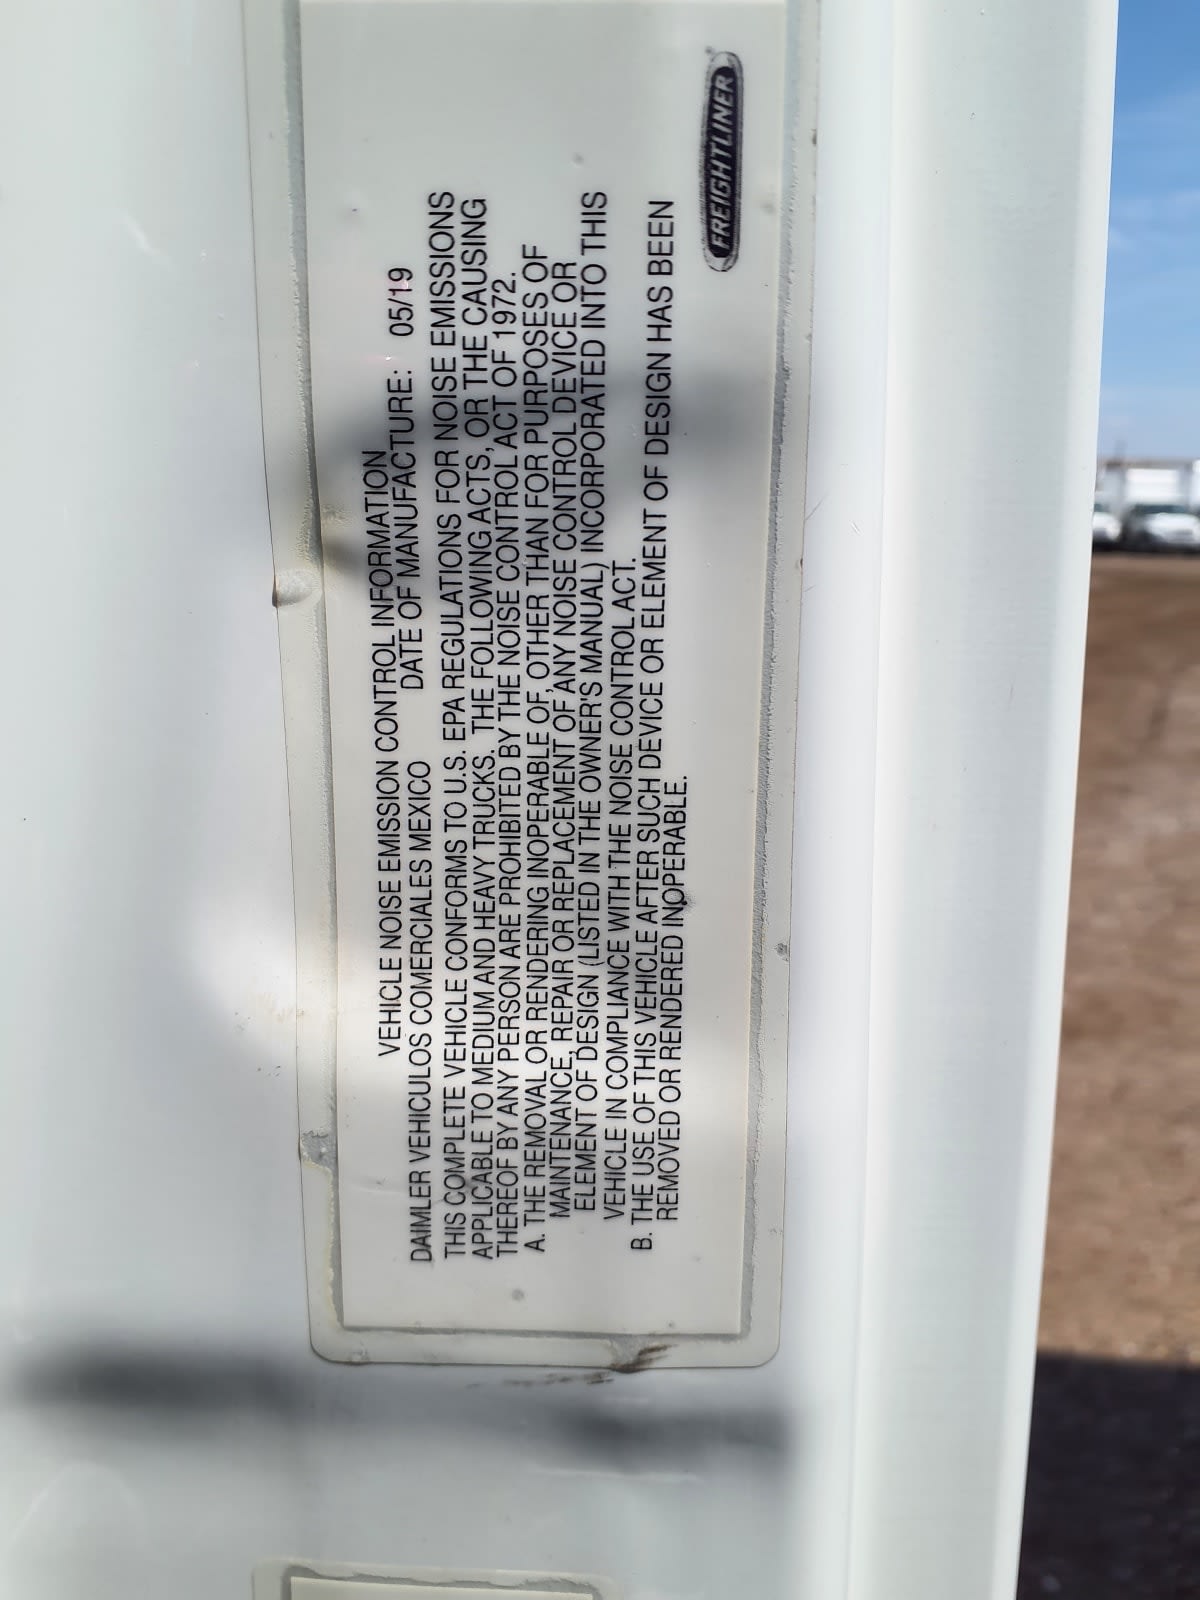 VEHICLE NOISE EMISSION CONTROL INFORMATION
DAIMLER VEHICULOS COMERCIALES MEXICO DATE OF MANUFACTURE: 05/19
THIS COMPLETE VEHICLE CONFORMS TO U.S. EPA REGULATIONS FOR NOISE EMISSIONS
APPLICABLE TO MEDIUM AND HEAVY TRUCKS. THE FOLLOWING ACTS, OR THE CAUSING
THEREOF BY ANY PERSON ARE PROHIBITED BY THE NOISE CONTROL ACT OF 1972.
A. THE REMOVAL OR RENDERING INOPERABLE OF, OTHER THAN FOR PURPOSES OF
MAINTENANCE, REPAIR OR REPLACEMENT OF ANY NOISE CONTROL DEVICE OR
ELEMENT OF DESIGN (LISTED IN THE OWNER'S MANUAL) INCORPORATED INTO THIS
VEHICLE IN COMPLIANCE WITH THE NOISE CONTROL ACT.
B. THE USE OF THIS VEHICLE AFTER SUCH DEVICE OR ELEMENT OF DESIGN HAS BEEN
REMOVED OR RENDERED INOPERABLE.
FREIGHTLINER